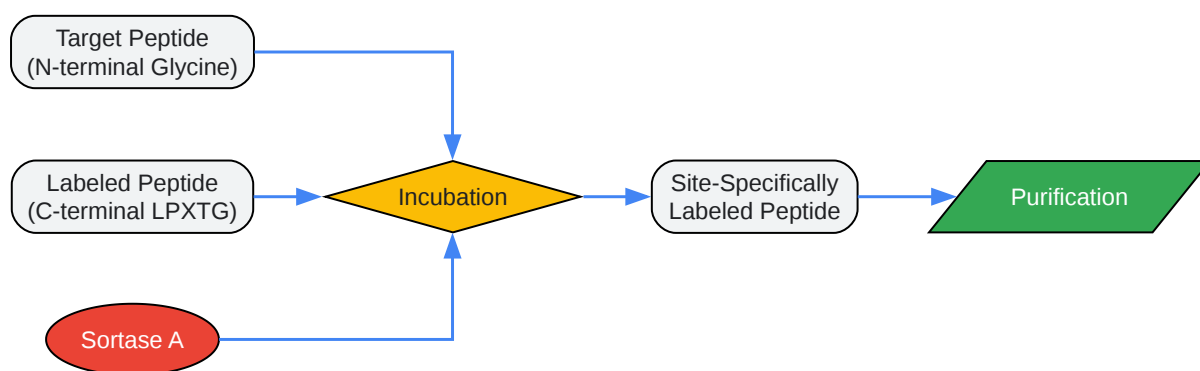 Target Peptide
(N-terminal Glycine)
Labeled Peptide
(C-terminal LPXTG)
Incubation
Site-Specifically
Labeled Peptide
Purification
Sortase A